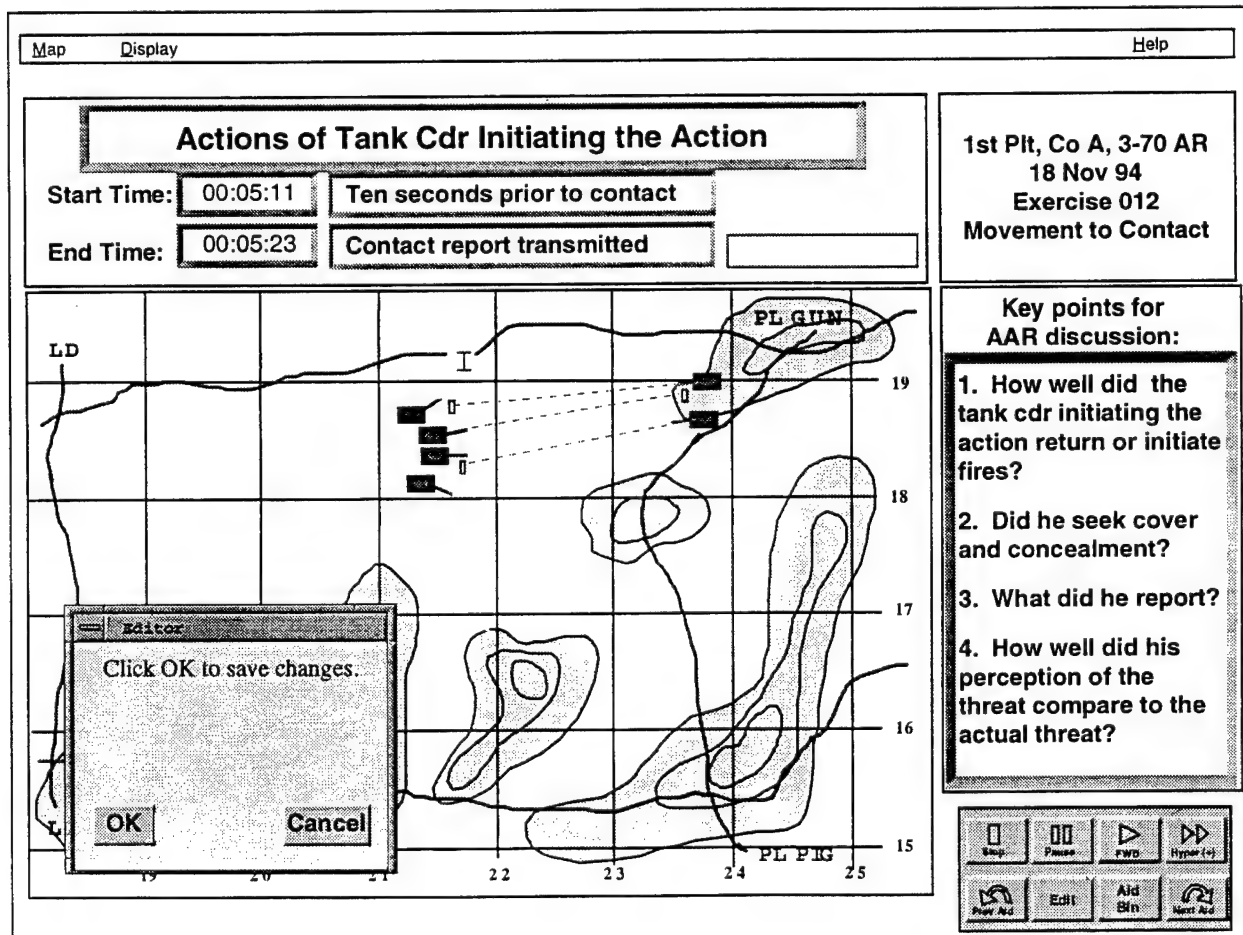 Map Display Help
Actions of Tank Cdr Initiating the Action
Start Time: 00:05:11 Ten seconds prior to contact
End Time: 00:05:23 Contact report transmitted
1st Plt, Co A, 3-70 AR
18 Nov 94
Exercise 012
Movement to Contact
LD
I
PL GUN
19
18
17
16
15
PL PIG
L
19 20 21 22 23 24 25
Editor
Click OK to save changes.
OK Cancel
Key points for
AAR discussion:
1. How well did the
tank cdr initiating the
action return or initiate
fires?
2. Did he seek cover
and concealment?
3. What did he report?
4. How well did his
perception of the
threat compare to the
actual threat?
Stop Pause FWD Hyper (+)
Prev Aid Edit Aid Next Aid
Bin